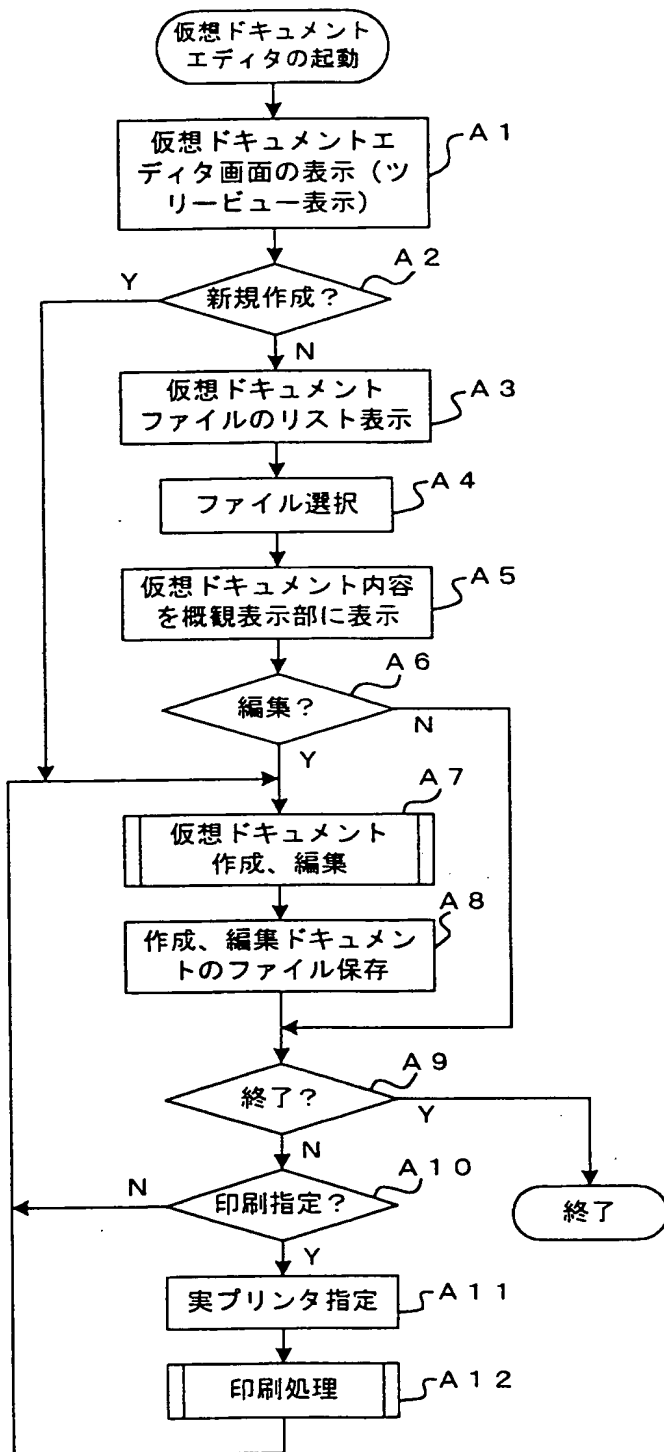 仮想ドキュメント
エディタの起動
仮想ドキュメントエ
ディタ画面の表示（ツ
リービュー表示）
A1
A2
Y
新規作成？
N
仮想ドキュメント
ファイルのリスト表示
A3
A4
ファイル選択
仮想ドキュメント内容
を概観表示部に表示
A5
A6
編集？
N
Y
A7
仮想ドキュメント
作成、編集
A8
作成、編集ドキュメン
トのファイル保存
A9
終了？
Y
N
A10
N
印刷指定？
終了
Y
実プリンタ指定
A11
印刷処理
A12